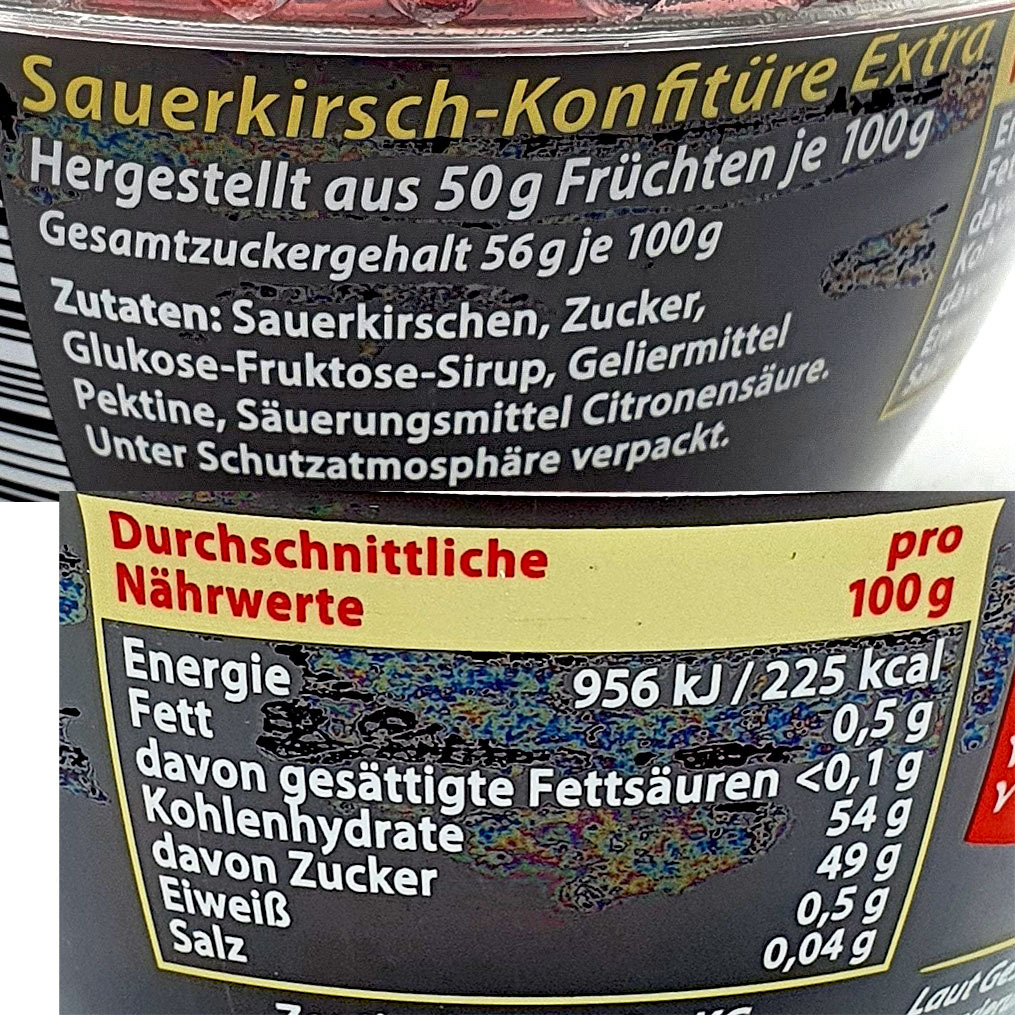 Sauerkirsch-Konfitüre Extra
Hergestellt aus 50g Früchten je 100g
Gesamtzuckergehalt 56g je 100g
Zutaten: Sauerkirschen, Zucker,
Glukose-Fruktose-Sirup, Geliermittel
Pektine, Säuerungsmittel Citronensäure.
Unter Schutzatmosphäre verpackt.
Durchschnittliche pro
Nährwerte 100 g
Energie 956 kJ / 225 kcal
Fett 0,5 g
davon gesättigte Fettsäuren <0,1 g
Kohlenhydrate 54 g
davon Zucker 49 g
Eiweiß 0,5 g
Salz 0,04 g
Laut